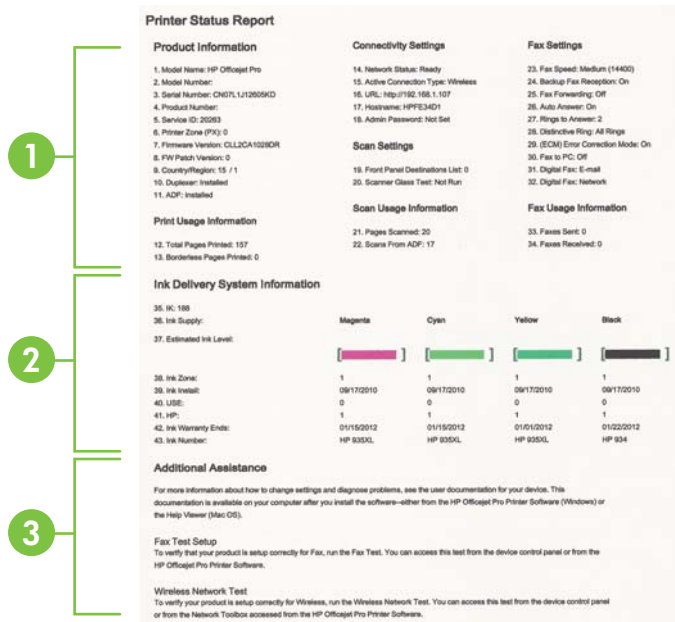 Printer Status Report
1
Product Information
1. Model Name: HP Officejet Pro
2. Model Number:
3. Serial Number: CN07L1J12605KD
4. Product Number:
5. Service ID: 20263
6. Printer Zone (PX): 0
7. Firmware Version: CLL2CA1028DR
8. FW Patch Version: 0
9. Country/Region: 15 / 1
10. Duplexer: Installed
11. ADF: Installed
Print Usage Information
12. Total Pages Printed: 157
13. Borderless Pages Printed: 0
Connectivity Settings
14. Network Status: Ready
15. Active Connection Type: Wireless
16. URL: http://192.168.1.107
17. Hostname: HPFE34D1
18. Admin Password: Not Set
Scan Settings
19. Front Panel Destinations List: 0
20. Scanner Glass Test: Not Run
Scan Usage Information
21. Pages Scanned: 20
22. Scans From ADF: 17
Fax Settings
23. Fax Speed: Medium (14400)
24. Backup Fax Reception: On
25. Fax Forwarding: Off
26. Auto Answer: On
27. Rings to Answer: 2
28. Distinctive Ring: All Rings
29. (ECM) Error Correction Mode: On
30. Fax to PC: Off
31. Digital Fax: E-mail
32. Digital Fax: Network
Fax Usage Information
33. Faxes Sent: 0
34. Faxes Received: 0
2
Ink Delivery System Information
35. IK: 188
36. Ink Supply: Magenta Cyan Yellow Black
37. Estimated Ink Level:
38. Ink Zone: 1 1 1 1
39. Ink Install: 09/17/2010 09/17/2010 09/17/2010 09/17/2010
40. USE: 0 0 0 0
41. HP: 1 1 1 1
42. Ink Warranty Ends: 01/15/2012 01/15/2012 01/01/2012 01/22/2012
43. Ink Number: HP 935XL HP 935XL HP 935XL HP 934
3
Additional Assistance
For more information about how to change settings and diagnose problems, see the user documentation for your device. This
documentation is available on your computer after you install the software–either from the HP Officejet Pro Printer Software (Windows) or
the Help Viewer (Mac OS).
Fax Test Setup
To verify that your product is setup correctly for Fax, run the Fax Test. You can access this test from the device control panel or from the
HP Officejet Pro Printer Software.
Wireless Network Test
To verify your product is setup correctly for Wireless, run the Wireless Network Test. You can access this test from the device control panel
or from the Network Toolbox accessed from the HP Officejet Pro Printer Software.